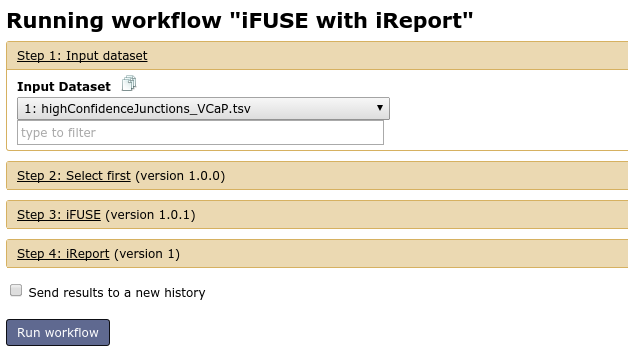 Running workflow "iFUSE with iReport"
Step 1: Input dataset
Input Dataset
1: highConfidenceJunctions_VCaP.tsv
type to filter
Step 2: Select first (version 1.0.0)
Step 3: iFUSE (version 1.0.1)
Step 4: iReport (version 1)
Send results to a new history
Run workflow